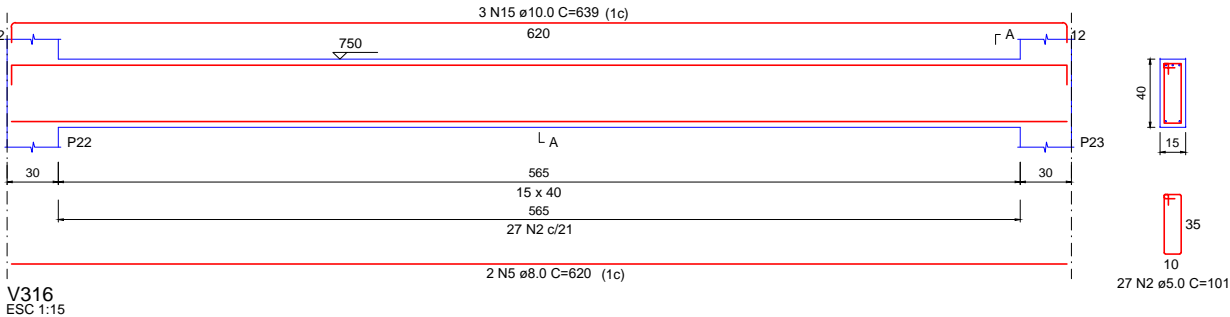 3 N15 ø10.0 C=639 (1c)
620
12
750
A
40
P22
A
P23
15
30
565
30
15 x 40
565
27 N2 c/21
35
10
2 N5 ø8.0 C=620 (1c)
27 N2 ø5.0 C=101
V316
ESC 1:15